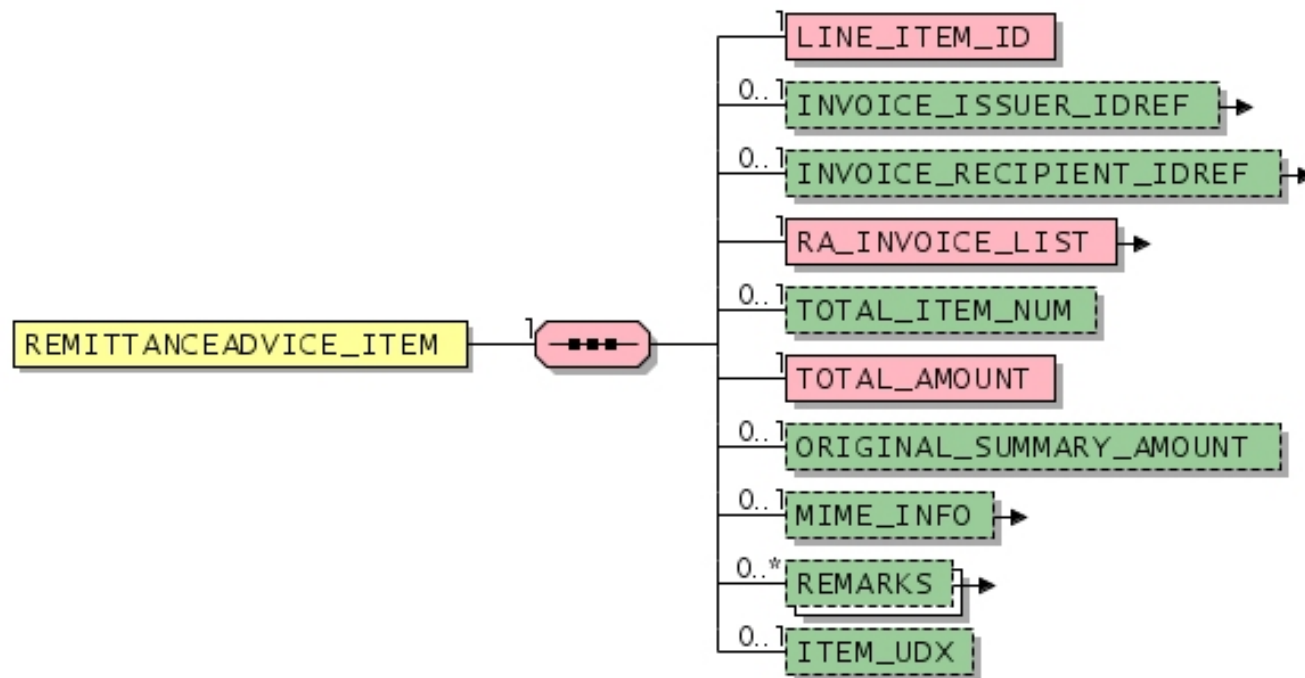 1
LINE_ITEM_ID
0..1
INVOICE_ISSUER_IDREF
0..1
INVOICE_RECIPIENT_IDREF
1
RA_INVOICE_LIST
0..1
TOTAL_ITEM_NUM
REMITTANCEADVICE_ITEM
1
1
TOTAL_AMOUNT
0..1
ORIGINAL_SUMMARY_AMOUNT
0..1
MIME_INFO
0..*
REMARKS
0..1
ITEM_UDX